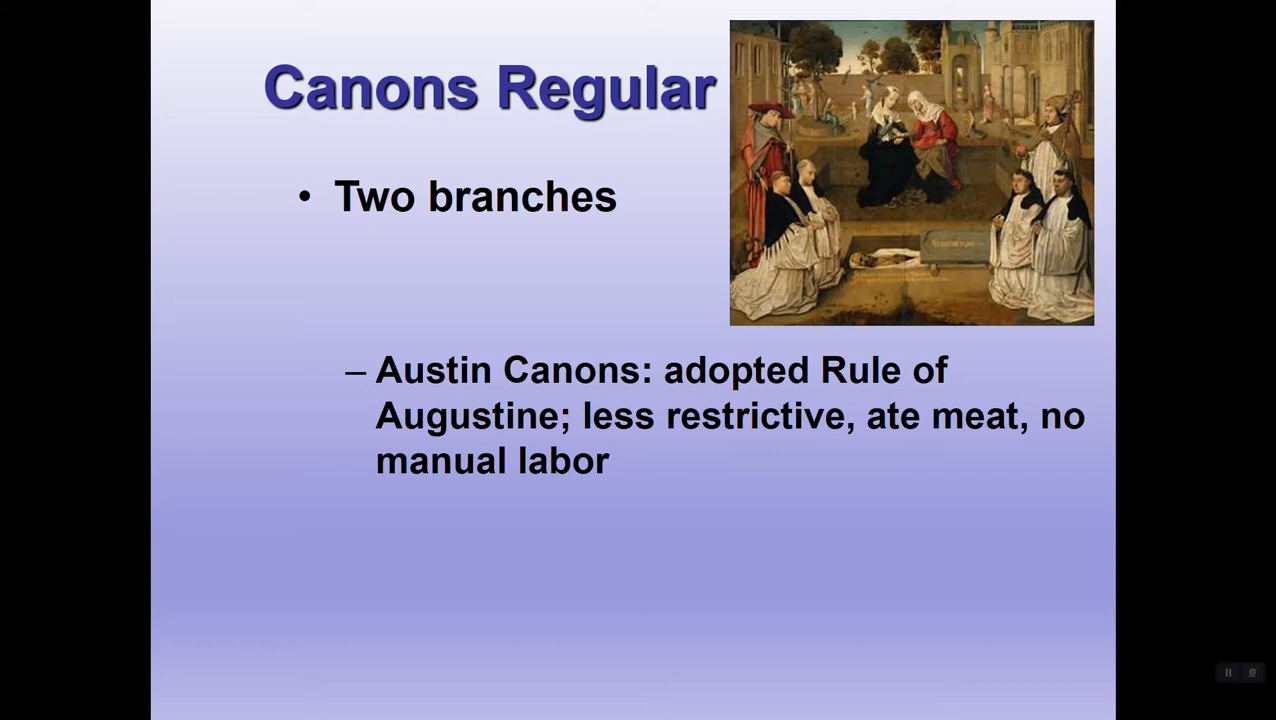 Canons Regular
• Two branches
– Austin Canons: adopted Rule of
Augustine; less restrictive, ate meat, no
manual labor